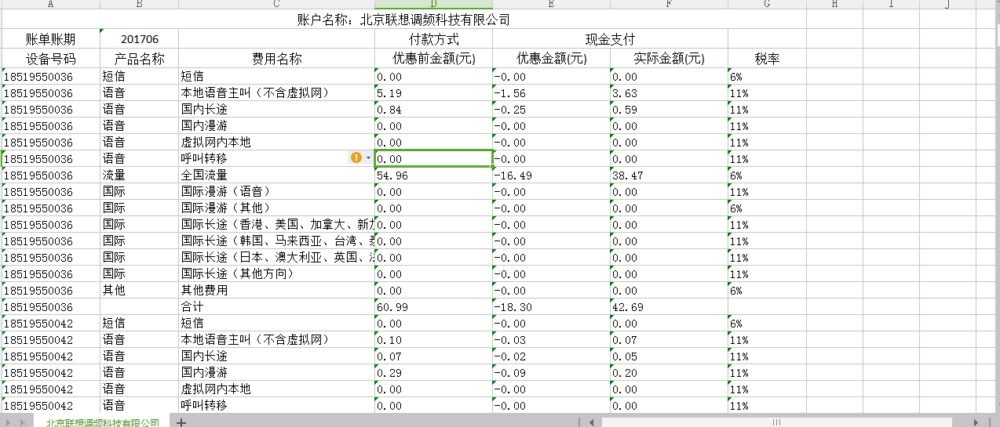 A B C D E F G H I J
账户名称：北京联想调频科技有限公司
账单账期 201706 付款方式 现金支付
设备号码 产品名称 费用名称 优惠前金额(元) 优惠金额(元) 实际金额(元) 税率
18519550036 短信 短信 0.00 -0.00 0.00 6%
18519550036 语音 本地语音主叫（不含虚拟网） 5.19 -1.56 3.63 11%
18519550036 语音 国内长途 0.84 -0.25 0.59 11%
18519550036 语音 国内漫游 0.00 -0.00 0.00 11%
18519550036 语音 虚拟网内本地 0.00 -0.00 0.00 11%
18519550036 语音 呼叫转移 0.00 -0.00 0.00 11%
18519550036 流量 全国流量 54.96 -16.49 38.47 6%
18519550036 国际 国际漫游（语音） 0.00 -0.00 0.00 11%
18519550036 国际 国际漫游（其他） 0.00 -0.00 0.00 6%
18519550036 国际 国际长途（香港、美国、加拿大、新 0.00 -0.00 0.00 11%
18519550036 国际 国际长途（韩国、马来西亚、台湾、 0.00 -0.00 0.00 11%
18519550036 国际 国际长途（日本、澳大利亚、英国、 0.00 -0.00 0.00 11%
18519550036 国际 国际长途（其他方向） 0.00 -0.00 0.00 11%
18519550036 其他 其他费用 0.00 -0.00 0.00 6%
18519550036 合计 60.99 -18.30 42.69
18519550042 短信 短信 0.00 -0.00 0.00 6%
18519550042 语音 本地语音主叫（不含虚拟网） 0.10 -0.03 0.07 11%
18519550042 语音 国内长途 0.07 -0.02 0.05 11%
18519550042 语音 国内漫游 0.29 -0.09 0.20 11%
18519550042 语音 虚拟网内本地 0.00 -0.00 0.00 11%
18519550042 语音 呼叫转移 0.00 -0.00 0.00 11%
北京联想调频科技有限公司